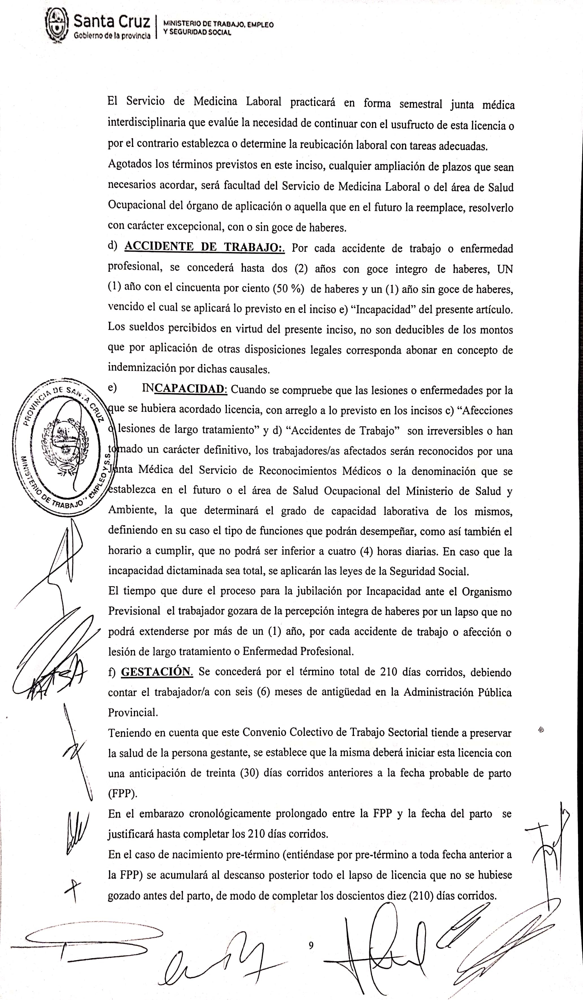 Santa Cruz
Gobierno de la provincia
MINISTERIO DE TRABAJO, EMPLEO
Y SEGURIDAD SOCIAL
El Servicio de Medicina Laboral practicará en forma semestral junta médica
interdisciplinaria que evalúe la necesidad de continuar con el usufructo de esta licencia o
por el contrario establezca o determine la reubicación laboral con tareas adecuadas.
Agotados los términos previstos en este inciso, cualquier ampliación de plazos que sean
necesarios acordar, será facultad del Servicio de Medicina Laboral o del área de Salud
Ocupacional del órgano de aplicación o aquella que en el futuro la reemplace, resolverlo
con carácter excepcional, con o sin goce de haberes.
d) ACCIDENTE DE TRABAJO:. Por cada accidente de trabajo o enfermedad
profesional, se concederá hasta dos (2) años con goce integro de haberes, UN
(1) año con el cincuenta por ciento (50 %) de haberes y un (1) año sin goce de haberes,
vencido el cual se aplicará lo previsto en el inciso e) “Incapacidad” del presente artículo.
Los sueldos percibidos en virtud del presente inciso, no son deducibles de los montos
que por aplicación de otras disposiciones legales corresponda abonar en concepto de
indemnización por dichas causales.
e) INCAPACIDAD: Cuando se compruebe que las lesiones o enfermedades por la
que se hubiera acordado licencia, con arreglo a lo previsto en los incisos c) “Afecciones
o lesiones de largo tratamiento” y d) “Accidentes de Trabajo” son irreversibles o han
tomado un carácter definitivo, los trabajadores/as afectados serán reconocidos por una
Junta Médica del Servicio de Reconocimientos Médicos o la denominación que se
establezca en el futuro o el área de Salud Ocupacional del Ministerio de Salud y
Ambiente, la que determinará el grado de capacidad laborativa de los mismos,
definiendo en su caso el tipo de funciones que podrán desempeñar, como así también el
horario a cumplir, que no podrá ser inferior a cuatro (4) horas diarias. En caso que la
incapacidad dictaminada sea total, se aplicarán las leyes de la Seguridad Social.
El tiempo que dure el proceso para la jubilación por Incapacidad ante el Organismo
Previsional el trabajador gozara de la percepción integra de haberes por un lapso que no
podrá extenderse por más de un (1) año, por cada accidente de trabajo o afección o
lesión de largo tratamiento o Enfermedad Profesional.
f) GESTACIÓN. Se concederá por el término total de 210 días corridos, debiendo
contar el trabajador/a con seis (6) meses de antigüedad en la Administración Pública
Provincial.
Teniendo en cuenta que este Convenio Colectivo de Trabajo Sectorial tiende a preservar
la salud de la persona gestante, se establece que la misma deberá iniciar esta licencia con
una anticipación de treinta (30) días corridos anteriores a la fecha probable de parto
(FPP).
En el embarazo cronológicamente prolongado entre la FPP y la fecha del parto se
justificará hasta completar los 210 días corridos.
En el caso de nacimiento pre-término (entiéndase por pre-término a toda fecha anterior a
la FPP) se acumulará al descanso posterior todo el lapso de licencia que no se hubiese
gozado antes del parto, de modo de completar los doscientos diez (210) días corridos.
PROVINCIA DE SANTA CRUZ
MINISTERIO DE TRABAJO EMPLEO Y S.S.
9